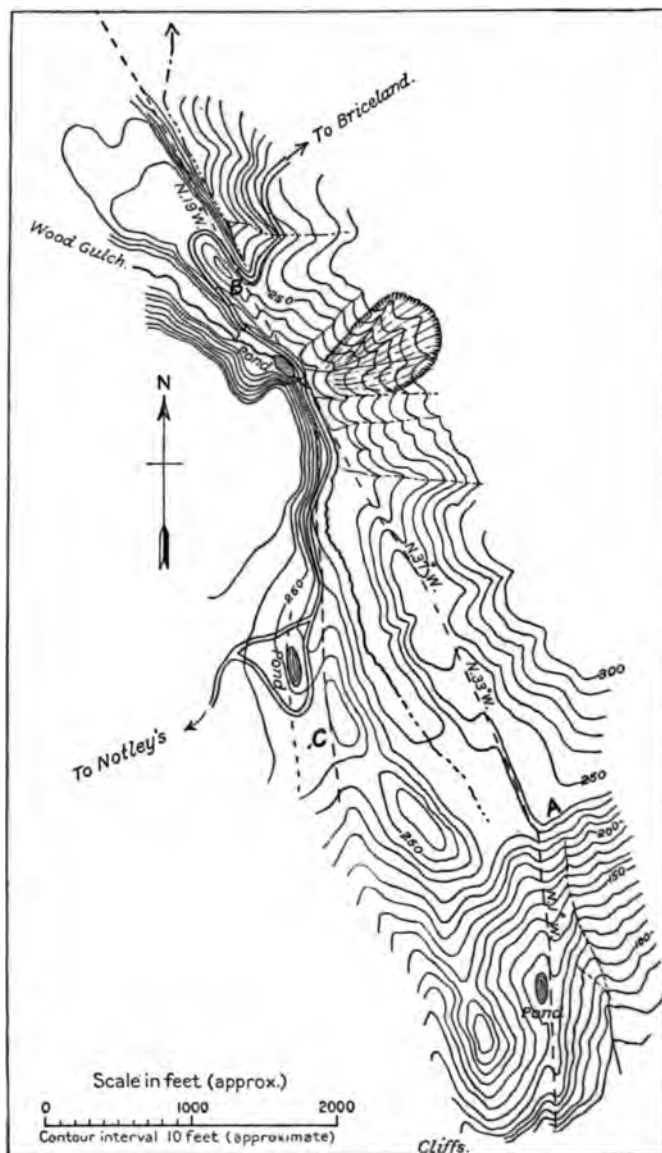 To Briceland.
N.19°W.
Wood Gulch.
B
250
Pond
N
N.37°W.
250
N.33°W.
300
Pond
C
To Notley's
250
A
250
200
150
100
Pond
Scale in feet (approx.)
0 1000 2000
Contour interval 10 feet (approximate)
Cliffs.